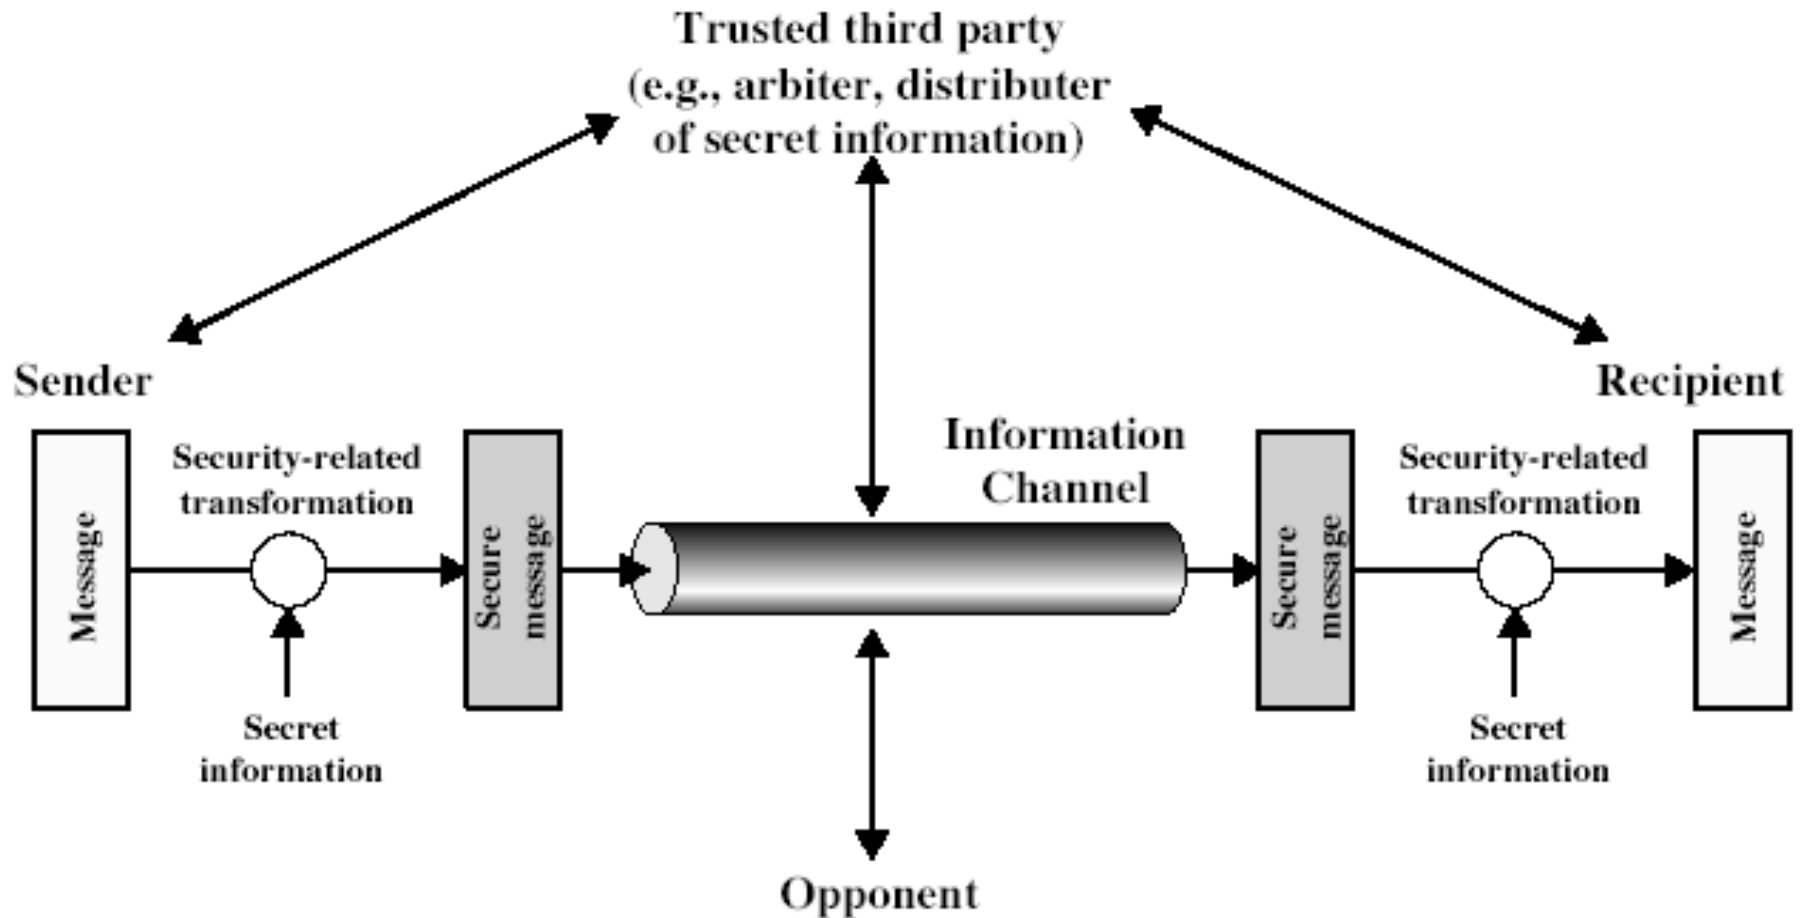 Trusted third party
(e.g., arbiter, distributer
of secret information)
Sender
Recipient
Information
Channel
Security-related
transformation
Security-related
transformation
Message
Secure
message
Secure
message
Message
Secret
information
Secret
information
Opponent